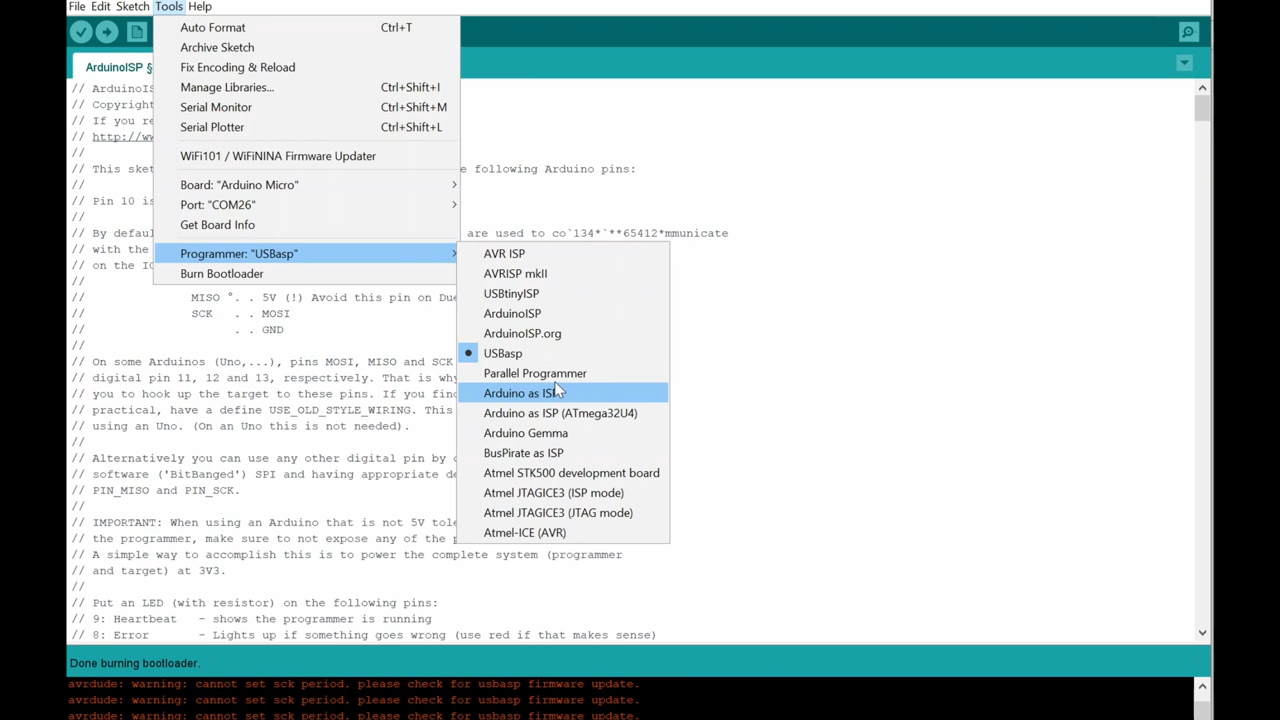 File Edit Sketch Tools Help
Auto Format Ctrl+T
Archive Sketch
Fix Encoding & Reload
Manage Libraries... Ctrl+Shift+I
Serial Monitor Ctrl+Shift+M
Serial Plotter Ctrl+Shift+L
WiFi101 / WiFiNINA Firmware Updater
Board: "Arduino Micro"
Port: "COM26"
Get Board Info
Programmer: "USBasp"
Burn Bootloader
AVR ISP
AVRISP mkII
USBtinyISP
ArduinoISP
ArduinoISP.org
USBasp
Parallel Programmer
Arduino as ISP
Arduino as ISP (ATmega32U4)
Arduino Gemma
BusPirate as ISP
Atmel STK500 development board
Atmel JTAGICE3 (ISP mode)
Atmel JTAGICE3 (JTAG mode)
Atmel-ICE (AVR)
ArduinoISP §
// ArduinoIS
// Copyright
// If you re
// http://ww
//
// This sket e following Arduino pins:
//
// Pin 10 is
//
// By defaul are used to co`134*`**65412*mmunicate
// with the
// on the IC
//
// MISO °. . 5V (!) Avoid this pin on Due
// SCK . . MOSI
// . . GND
//
// On some Arduinos (Uno,...), pins MOSI, MISO and SCK
// digital pin 11, 12 and 13, respectively. That is why
// you to hook up the target to these pins. If you find
// practical, have a define USE_OLD_STYLE_WIRING. This
// using an Uno. (On an Uno this is not needed).
//
// Alternatively you can use any other digital pin by c
// software ('BitBanged') SPI and having appropriate de
// PIN_MISO and PIN_SCK.
//
// IMPORTANT: When using an Arduino that is not 5V tole
// the programmer, make sure to not expose any of the p
// A simple way to accomplish this is to power the complete system (programmer
// and target) at 3V3.
//
// Put an LED (with resistor) on the following pins:
// 9: Heartbeat - shows the programmer is running
// 8: Error - Lights up if something goes wrong (use red if that makes sense)
Done burning bootloader.
avrdude: warning: cannot set sck period. please check for usbasp firmware update.
avrdude: warning: cannot set sck period. please check for usbasp firmware update.
avrdude: warning: cannot set sck period. please check for usbasp firmware update.